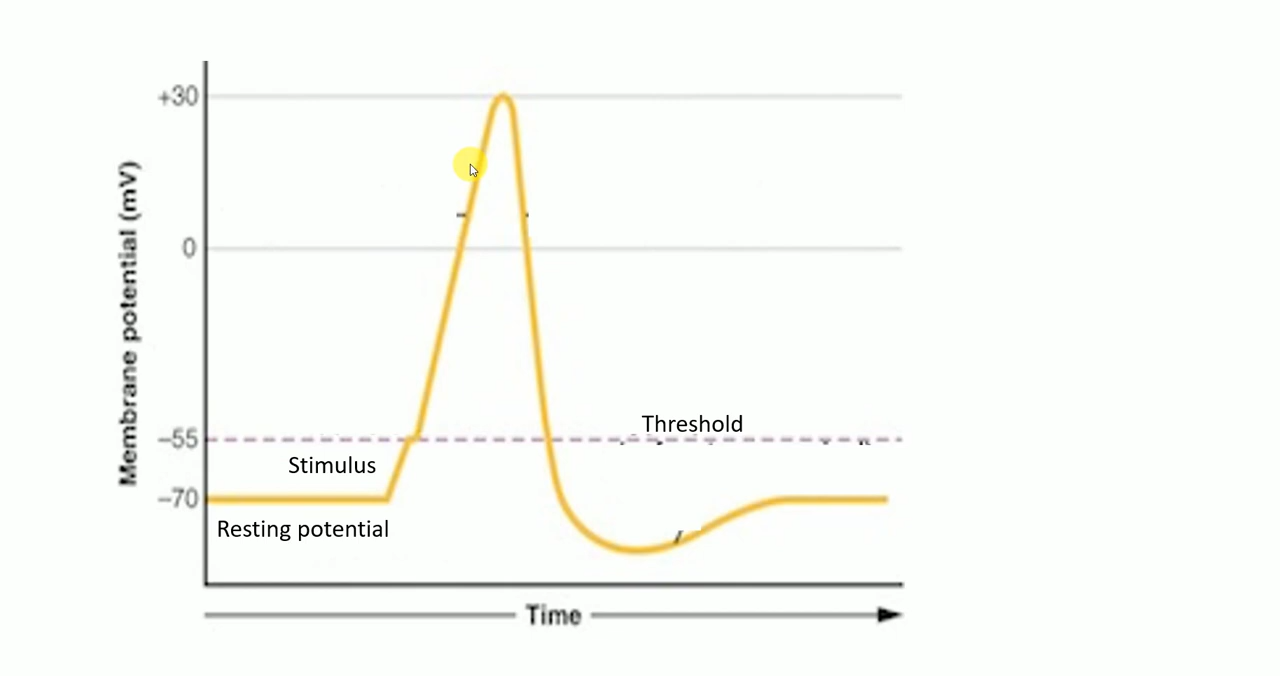 +30
0
Membrane potential (mV)
Threshold
–55
Stimulus
–70
Resting potential
Time